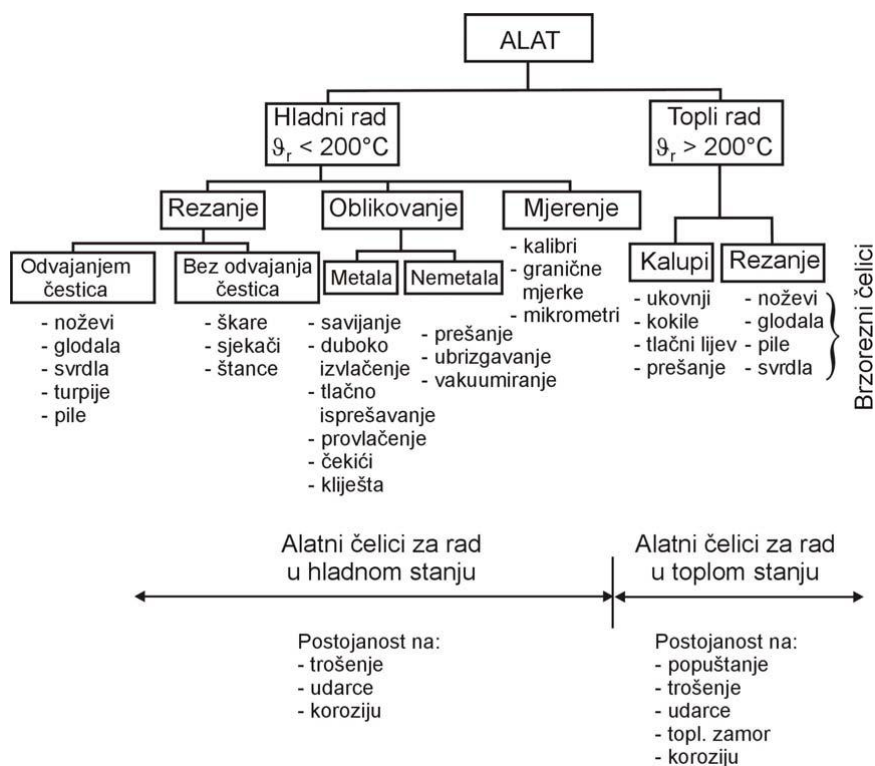 ALAT
Hladni rad
ϑr < 200°C
Topli rad
ϑr > 200°C
Rezanje
Oblikovanje
Mjerenje
Kalupi
Rezanje
Odvajanjem
čestica
Bez odvajanja
čestica
Metala
Nemetala
- noževi
- glodala
- svrdla
- turpije
- pile
- škare
- sjekači
- štance
- savijanje
- duboko
izvlačenje
- tlačno
isprešavanje
- provlačenje
- čekići
- kliješta
- prešanje
- ubrizgavanje
- vakuumiranje
- kalibri
- granične
mjerke
- mikrometri
- ukovnji
- kokile
- tlačni lijev
- prešanje
- noževi
- glodala
- pile
- svrdla
Brzorezni čelici
Alatni čelici za rad
u hladnom stanju
Alatni čelici za rad
u toplom stanju
Postojanost na:
- trošenje
- udarce
- koroziju
Postojanost na:
- popuštanje
- trošenje
- udarce
- topl. zamor
- koroziju